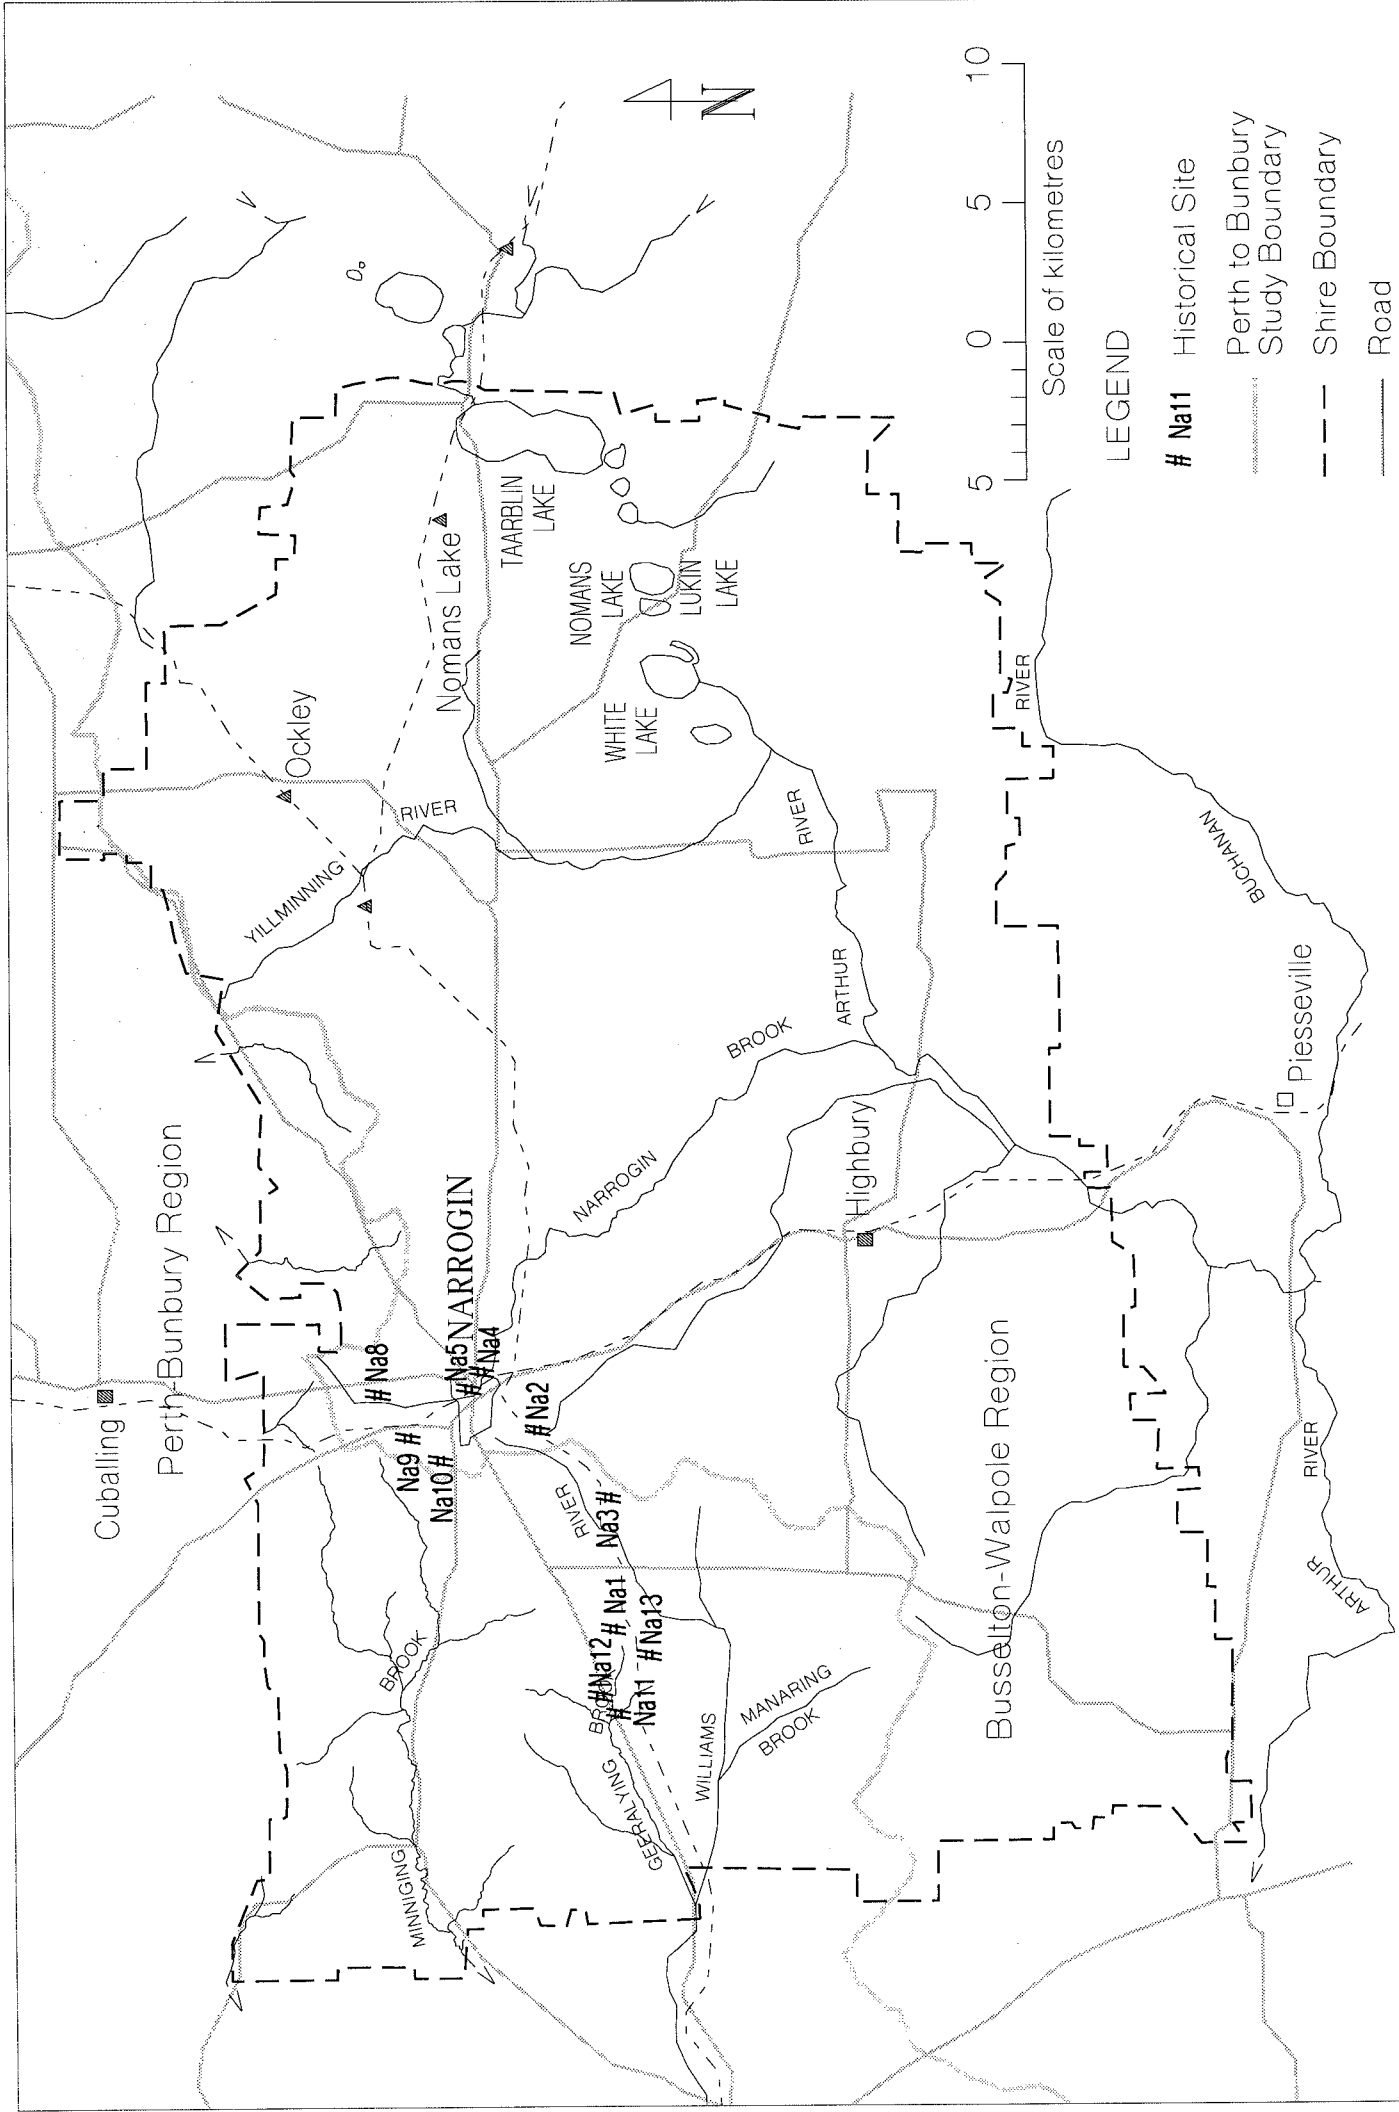 Cuballing
Perth-Bunbury Region
Ockley
Nomans Lake
TAARBLIN
LAKE
NOMANS
LAKE
LUKIN
LAKE
WHITE
LAKE
YILLMINNING
RIVER
# Na8
Na9 #
Na10 #
# Na5
# Na4
NARROGIN
# Na2
Na3 #
RIVER
# Na1
# Na13
# Na12
#
Na11
BROOK
MINNIGING
BROOK
GEERALYING
WILLIAMS
MANARING
BROOK
NARROGIN
BROOK
ARTHUR
RIVER
Highbury
Busselton-Walpole Region
RIVER
BUCHANAN
Piesseville
RIVER
ARTHUR
N
5 0 5 10
Scale of kilometres
LEGEND
# Na11 Historical Site
Perth to Bunbury
Study Boundary
Shire Boundary
Road